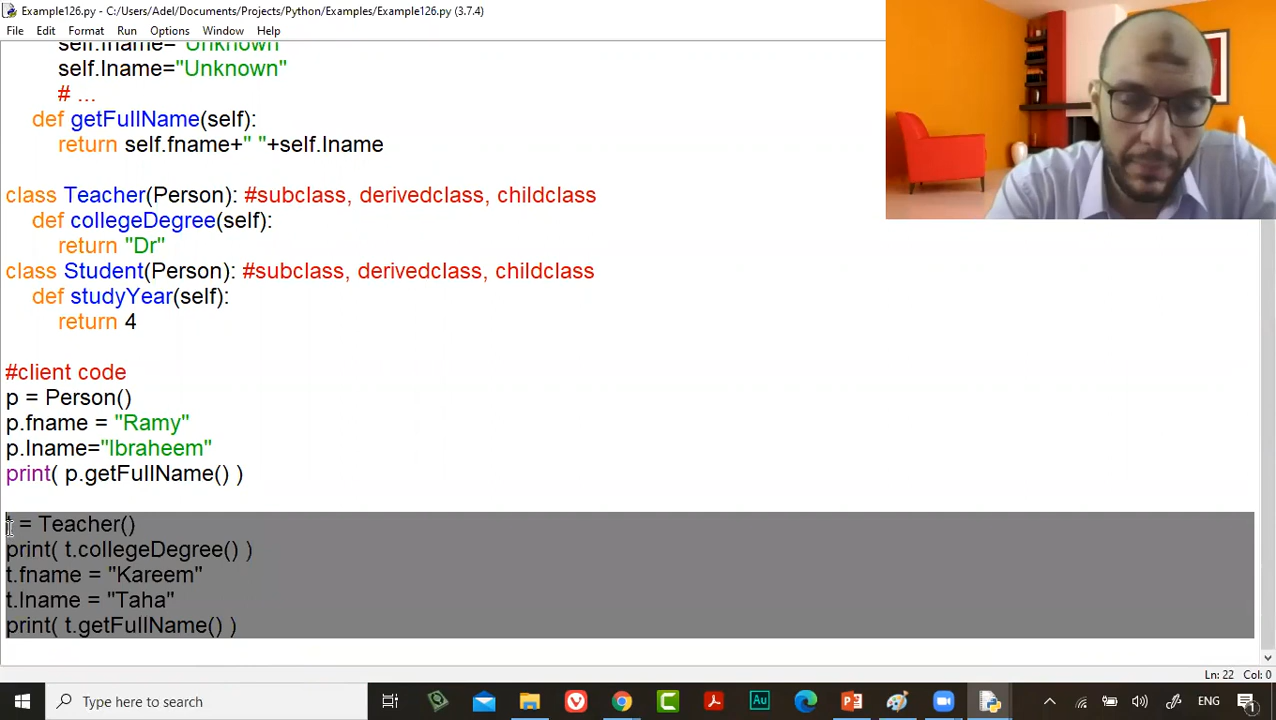 Example126.py - C:/Users/Adel/Documents/Projects/Python/Examples/Example126.py (3.7.4)
File Edit Format Run Options Window Help
self.fname="Unknown"
self.lname="Unknown"
# ...
def getFullName(self):
return self.fname+" "+self.lname
class Teacher(Person): #subclass, derivedclass, childclass
def collegeDegree(self):
return "Dr"
class Student(Person): #subclass, derivedclass, childclass
def studyYear(self):
return 4
#client code
p = Person()
p.fname = "Ramy"
p.lname="Ibraheem"
print( p.getFullName() )
t = Teacher()
print( t.collegeDegree() )
t.fname = "Kareem"
t.lname = "Taha"
print( t.getFullName() )
Ln: 22 Col: 0
Type here to search
ENG
1